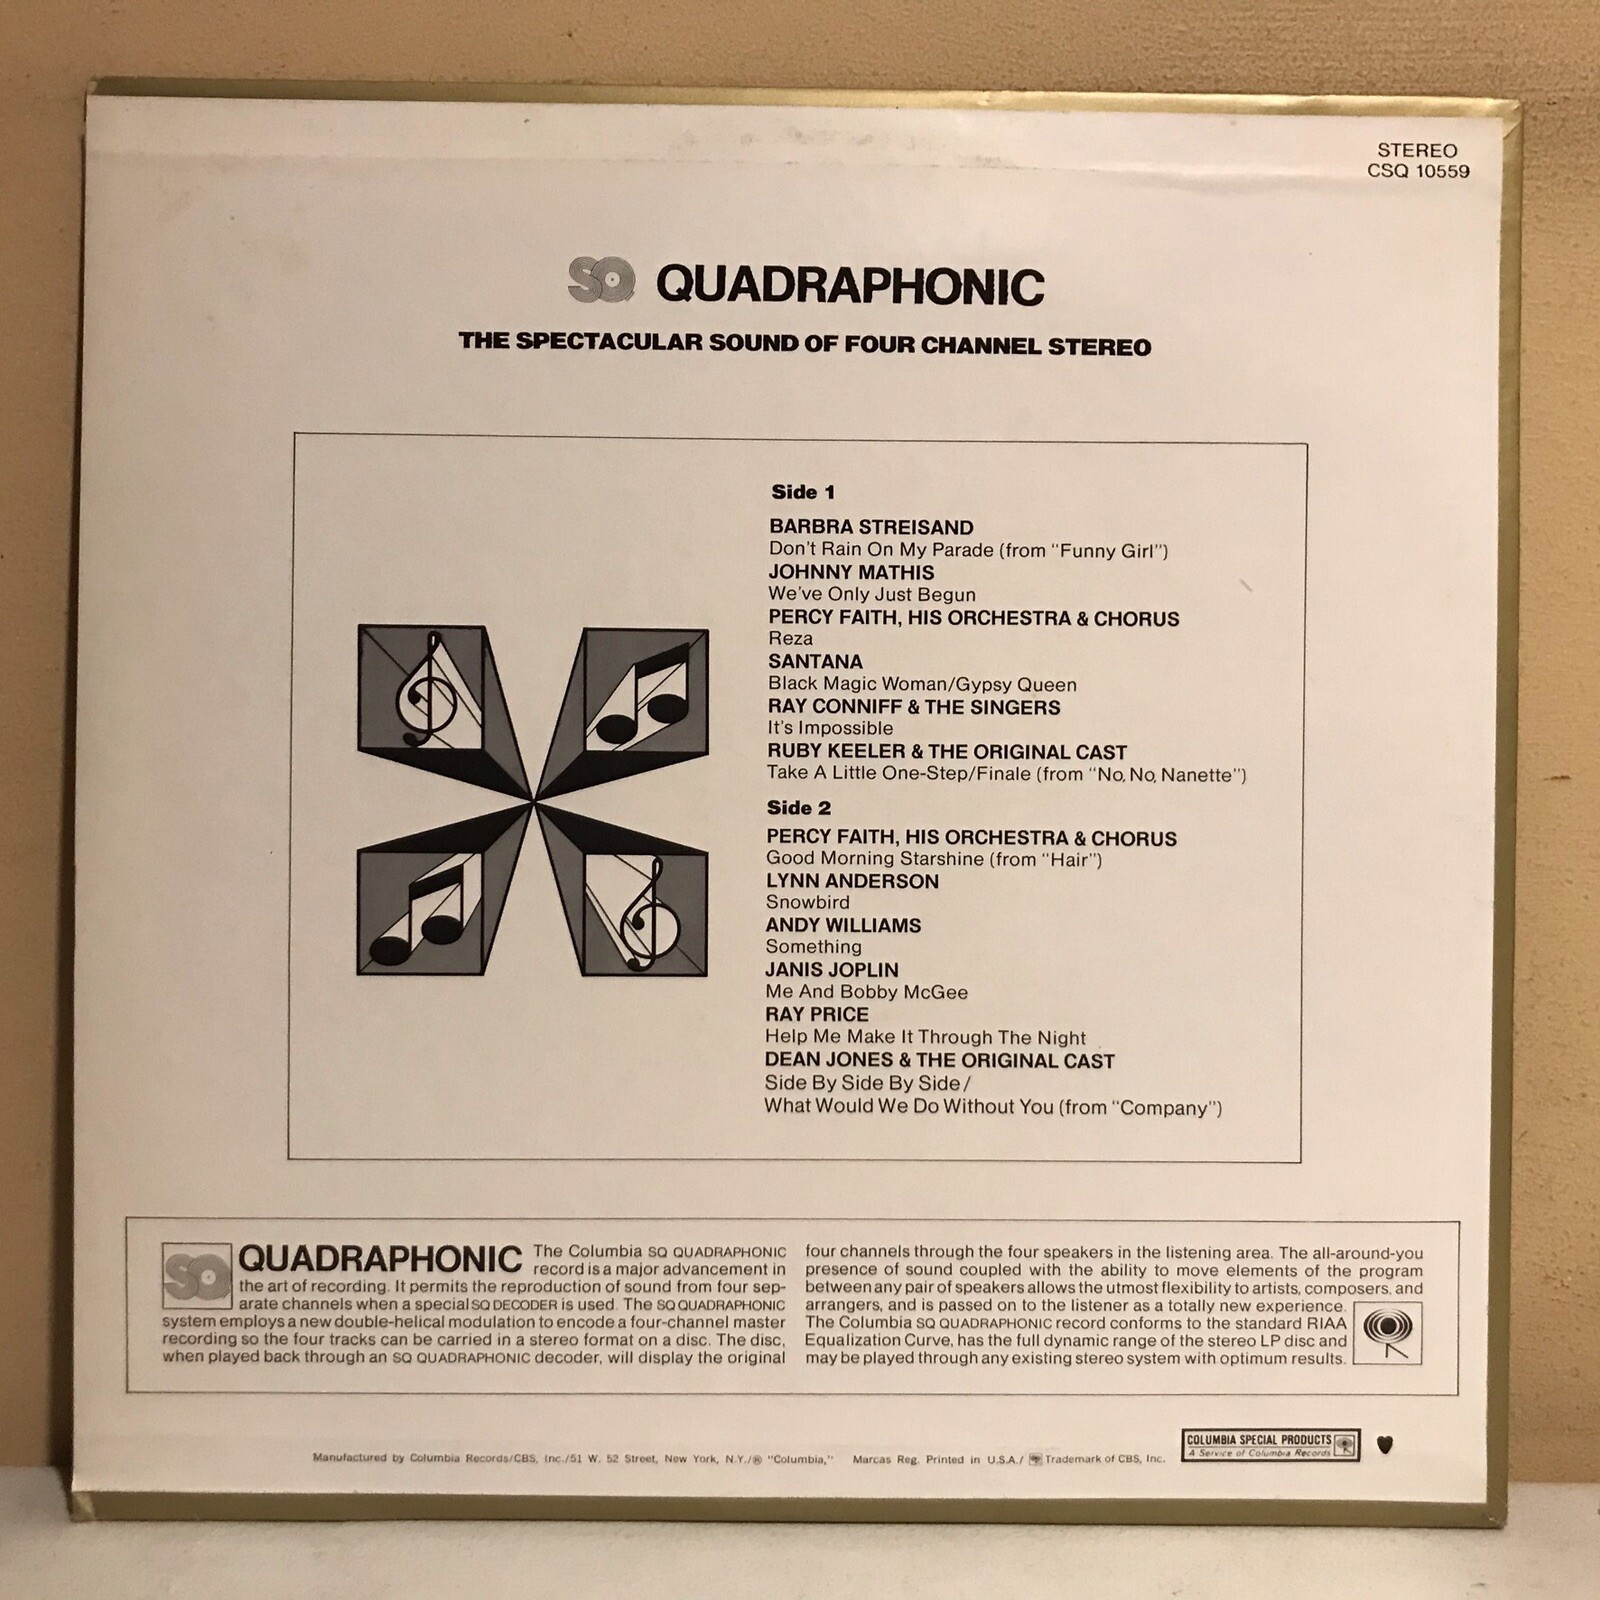 STEREO
CSQ 10559
SQ QUADRAPHONIC
THE SPECTACULAR SOUND OF FOUR CHANNEL STEREO
Side 1
BARBRA STREISAND
Don't Rain On My Parade (from "Funny Girl")
JOHNNY MATHIS
We've Only Just Begun
PERCY FAITH, HIS ORCHESTRA & CHORUS
Reza
SANTANA
Black Magic Woman/Gypsy Queen
RAY CONNIFF & THE SINGERS
It's Impossible
RUBY KEELER & THE ORIGINAL CAST
Take A Little One-Step/Finale (from "No, No, Nanette")
Side 2
PERCY FAITH, HIS ORCHESTRA & CHORUS
Good Morning Starshine (from "Hair")
LYNN ANDERSON
Snowbird
ANDY WILLIAMS
Something
JANIS JOPLIN
Me And Bobby McGee
RAY PRICE
Help Me Make It Through The Night
DEAN JONES & THE ORIGINAL CAST
Side By Side By Side/
What Would We Do Without You (from "Company")
SQ QUADRAPHONIC The Columbia SQ QUADRAPHONIC
record is a major advancement in
the art of recording. It permits the reproduction of sound from four sep-
arate channels when a special SQ DECODER is used. The SQ QUADRAPHONIC
system employs a new double-helical modulation to encode a four-channel master
recording so the four tracks can be carried in a stereo format on a disc. The disc,
when played back through an SQ QUADRAPHONIC decoder, will display the original
four channels through the four speakers in the listening area. The all-around-you
presence of sound coupled with the ability to move elements of the program
between any pair of speakers allows the utmost flexibility to artists, composers, and
arrangers, and is passed on to the listener as a totally new experience.
The Columbia SQ QUADRAPHONIC record conforms to the standard RIAA
Equalization Curve, has the full dynamic range of the stereo LP disc and
may be played through any existing stereo system with optimum results.
Manufactured by Columbia Records/CBS, Inc./51 W. 52 Street, New York, N.Y./® "Columbia," Marcas Reg. Printed in U.S.A./ Trademark of CBS, Inc.
COLUMBIA SPECIAL PRODUCTS
A Service of Columbia Records